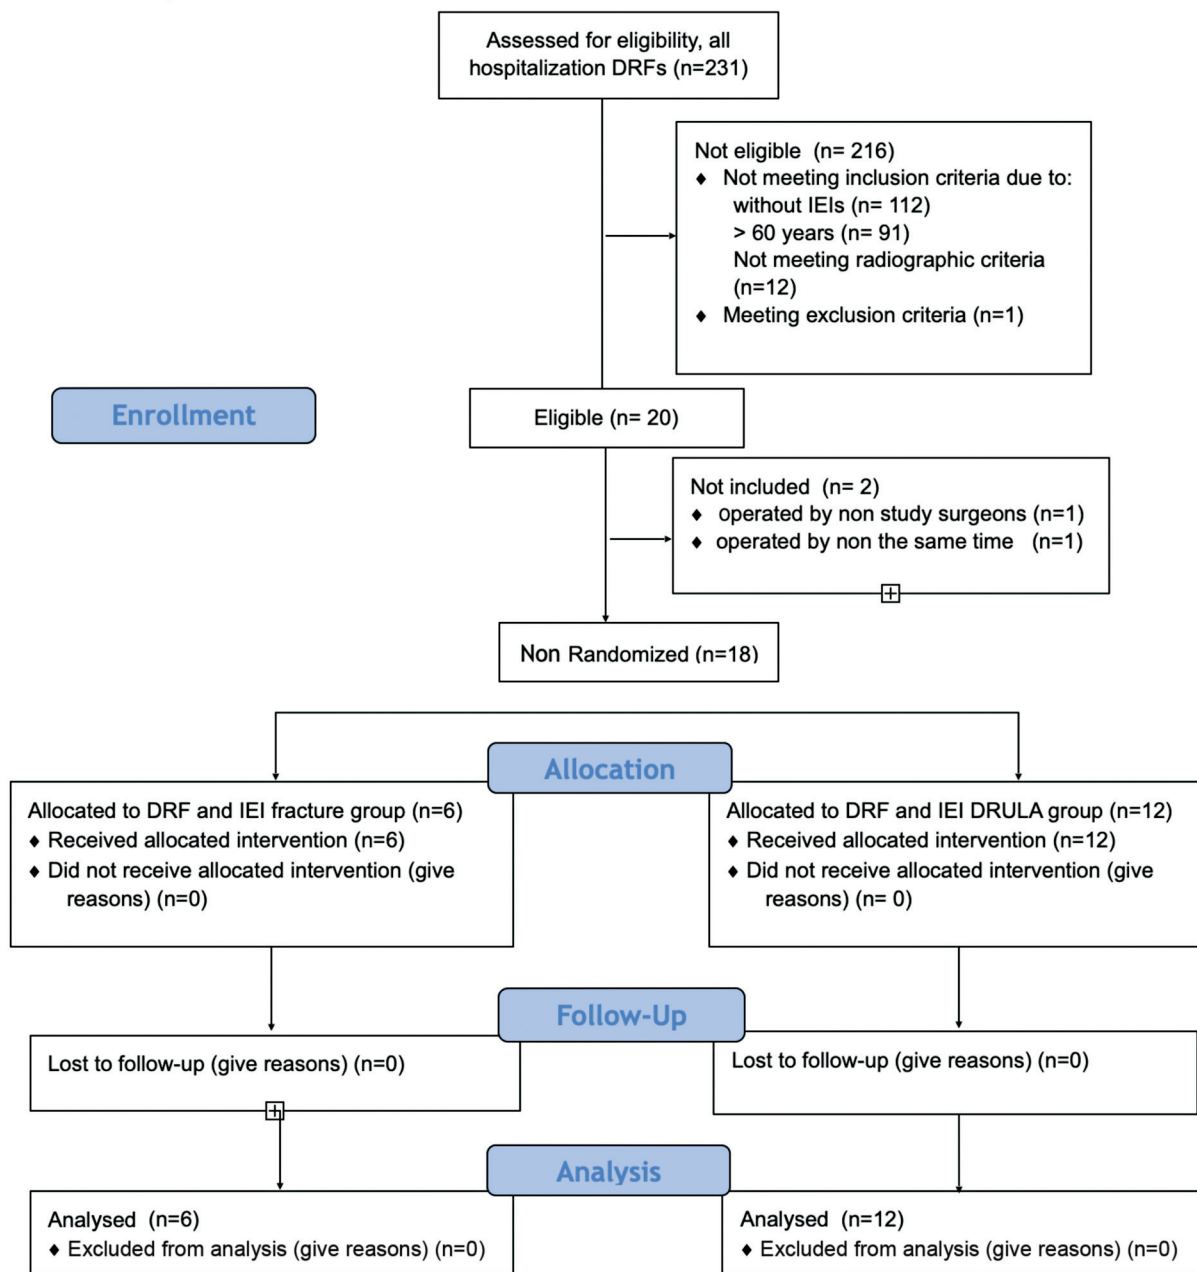 Assessed for eligibility, all
hospitalization DRFs (n=231)
Not eligible (n= 216)
♦ Not meeting inclusion criteria due to:
without IEIs (n= 112)
> 60 years (n= 91)
Not meeting radiographic criteria
(n=12)
♦ Meeting exclusion criteria (n=1)
Enrollment
Eligible (n= 20)
Not included (n= 2)
♦ operated by non study surgeons (n=1)
♦ operated by non the same time (n=1)
Non Randomized (n=18)
Allocation
Allocated to DRF and IEI fracture group (n=6)
♦ Received allocated intervention (n=6)
♦ Did not receive allocated intervention (give
reasons) (n=0)
Allocated to DRF and IEI DRULA group (n=12)
♦ Received allocated intervention (n=12)
♦ Did not receive allocated intervention (give
reasons) (n= 0)
Follow-Up
Lost to follow-up (give reasons) (n=0)
Lost to follow-up (give reasons) (n=0)
Analysis
Analysed (n=6)
♦ Excluded from analysis (give reasons) (n=0)
Analysed (n=12)
♦ Excluded from analysis (give reasons) (n=0)